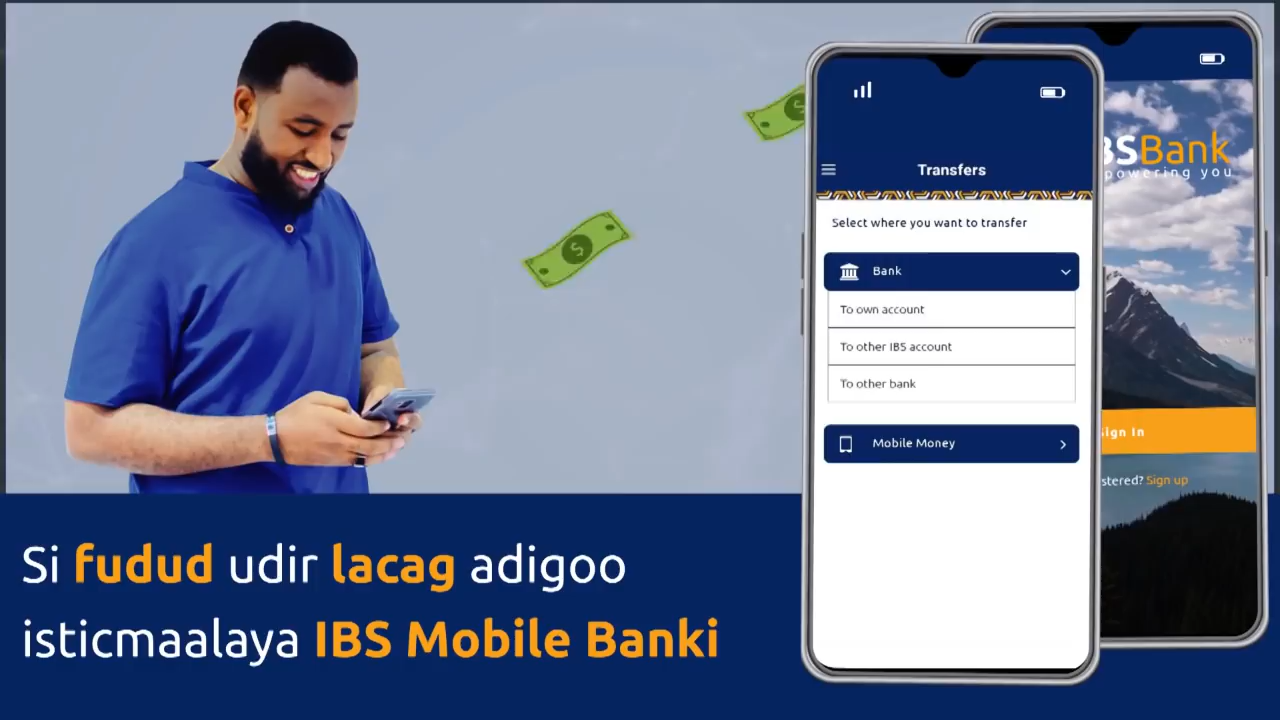 Transfers
Select where you want to transfer
Bank
To own account
To other IBS account
To other bank
Mobile Money
BSBank
powering you
Sign In
Sign up
Si fudud udir lacag adigoo
isticmaalaya IBS Mobile Banki